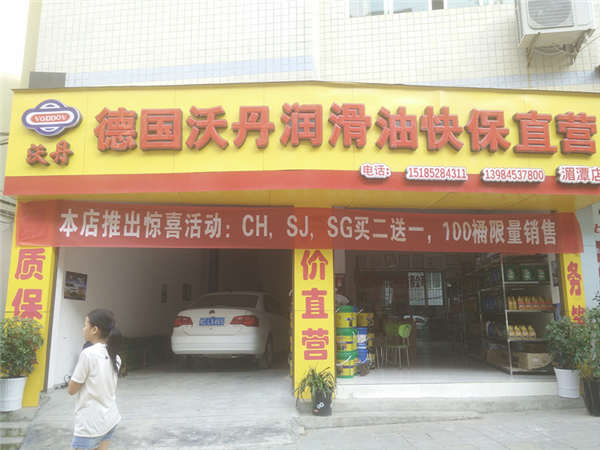 VODDOV
沃丹
德国沃丹润滑油快保直营
电话: 15185284311 13984537800 湄潭店
本店推出惊喜活动: CH, SJ, SG买二送一, 100桶限量销售
质保
价直营
务